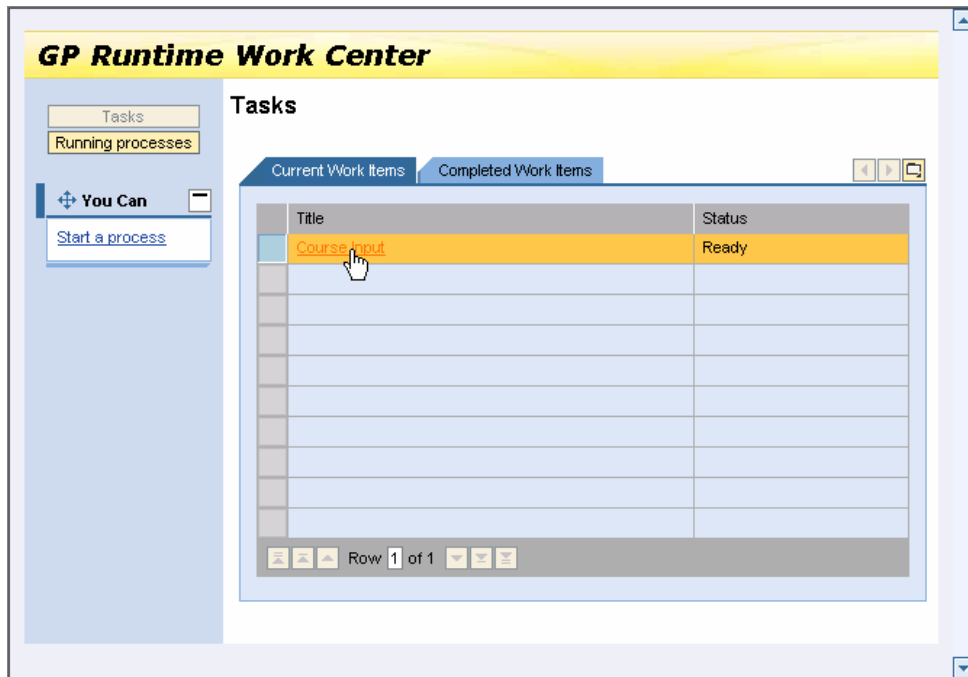 GP Runtime Work Center
Tasks
Running processes
You Can
Start a process
Tasks
Current Work Items Completed Work Items
Title Status
Course Input Ready
Row 1 of 1